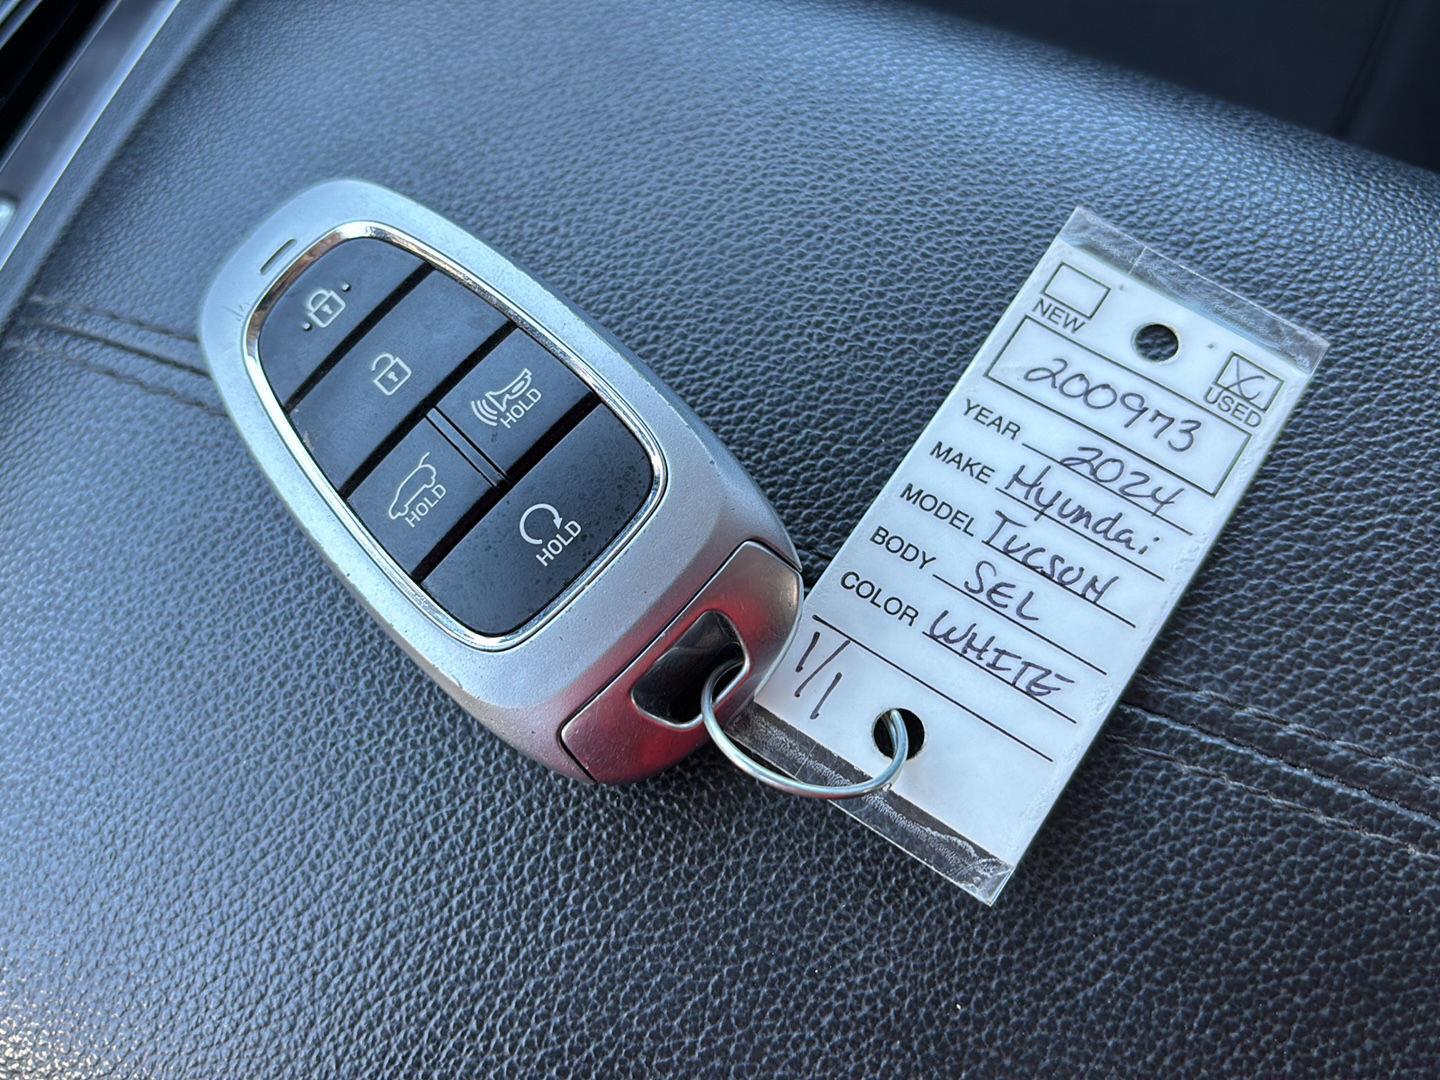 HOLD
HOLD
HOLD
NEW
USED
200973
YEAR 2024
MAKE Hyundai
MODEL TUCSON
BODY SEL
COLOR WHITE
1/1